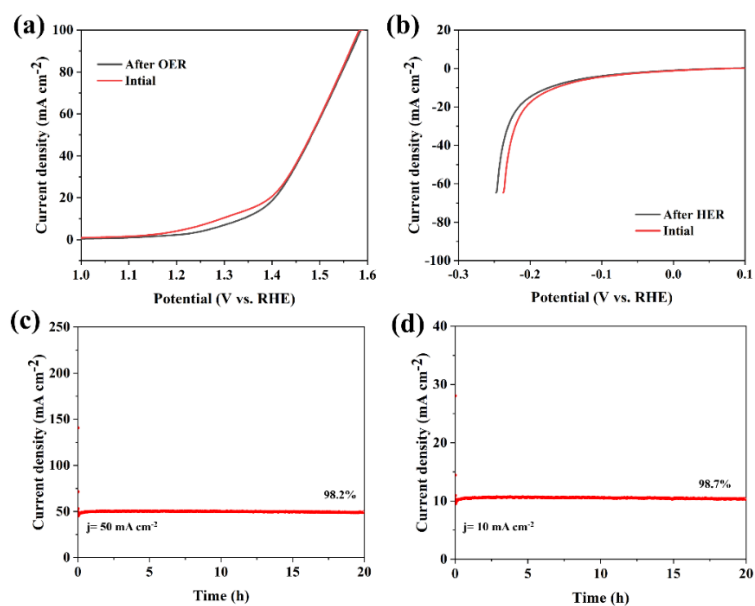 (a)
100
80
60
40
20
0
Current density (mA cm-2)
After OER
Intial
1.0 1.1 1.2 1.3 1.4 1.5 1.6
Potential (V vs. RHE)
(b)
20
0
-20
-40
-60
-80
-100
Current density (mA cm-2)
After HER
Intial
-0.3 -0.2 -0.1 0.0 0.1
Potential (V vs. RHE)
(c)
250
200
150
100
50
0
Current density (mA cm-2)
98.2%
j= 50 mA cm-2
0 5 10 15 20
Time (h)
(d)
40
30
20
10
0
Current density (mA cm-2)
98.7%
j= 10 mA cm-2
0 5 10 15 20
Time (h)